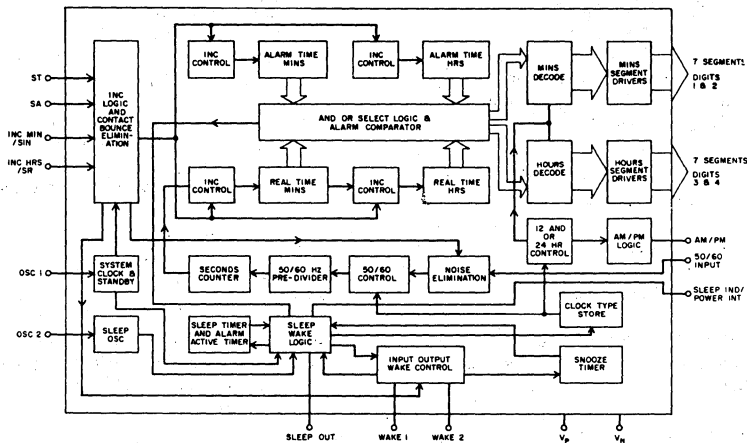 INC
CONTROL
ALARM TIME
MINS
INC
CONTROL
ALARM TIME
HRS
MINS
DECODE
MINS
SEGMENT
DRIVERS
7 SEGMENTS
DIGITS
1 & 2
ST
SA
INC MIN
/SIN
INC HRS
/SR
INC
LOGIC
AND
CONTACT
BOUNCE
ELIMIN-
ATION
AND OR SELECT LOGIC &
ALARM COMPARATOR
HOURS
DECODE
HOURS
SEGMENT
DRIVERS
7 SEGMENTS
DIGITS
3 & 4
INC
CONTROL
REAL TIME
MINS
INC
CONTROL
REAL TIME
HRS
12 AND
OR
24 HR
CONTROL
AM/PM
LOGIC
AM/PM
50/60
INPUT
OSC 1
SYSTEM
CLOCK &
STANDBY
SECONDS
COUNTER
50/60 HZ
PRE-DIVIDER
50/60
CONTROL
NOISE
ELIMINATION
SLEEP IND/
POWER INT
CLOCK TYPE
STORE
OSC 2
SLEEP
OSC
SLEEP TIMER
AND ALARM
ACTIVE TIMER
SLEEP
WAKE
LOGIC
INPUT OUTPUT
WAKE CONTROL
SNOOZE
TIMER
SLEEP OUT
WAKE 1
WAKE 2
VP
VN